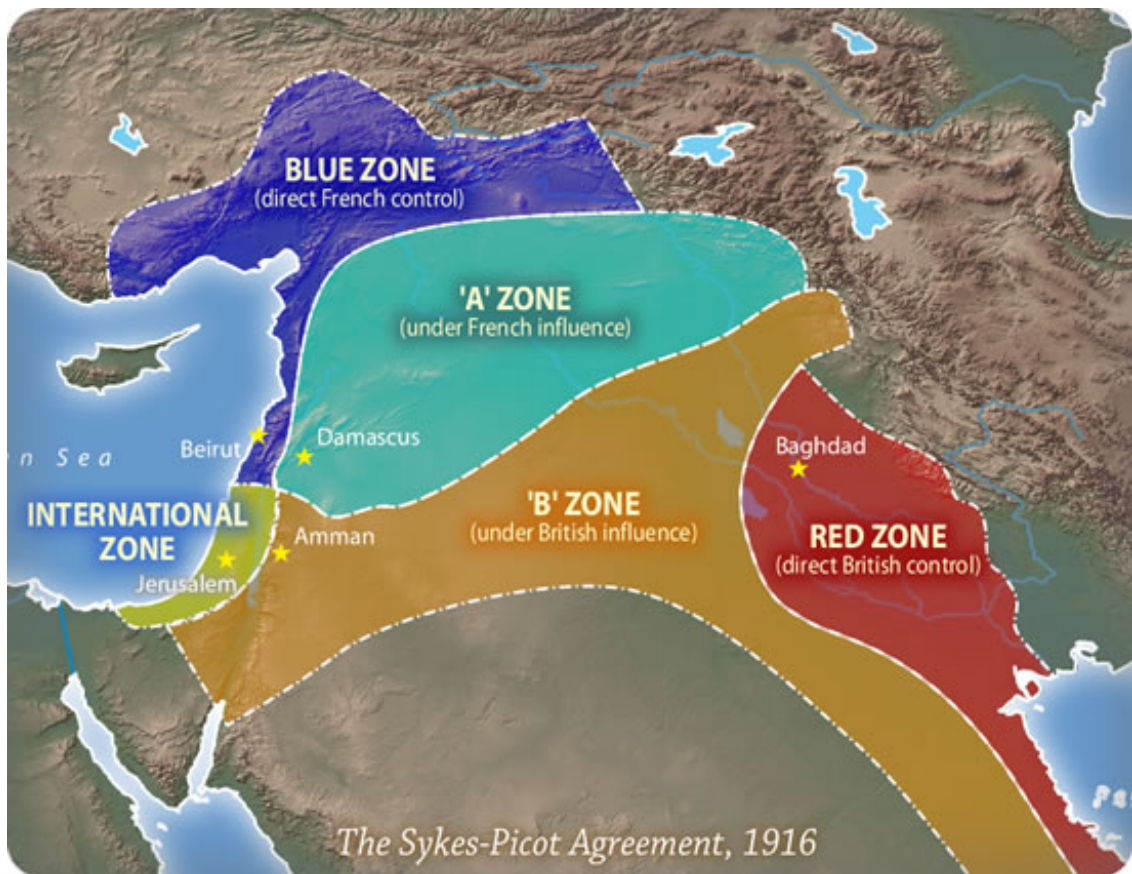 BLUE ZONE
(direct French control)
'A' ZONE
(under French influence)
Beirut
Damascus
n Sea
Baghdad
INTERNATIONAL
ZONE
'B' ZONE
(under British influence)
Amman
RED ZONE
(direct British control)
Jerusalem
The Sykes-Picot Agreement, 1916